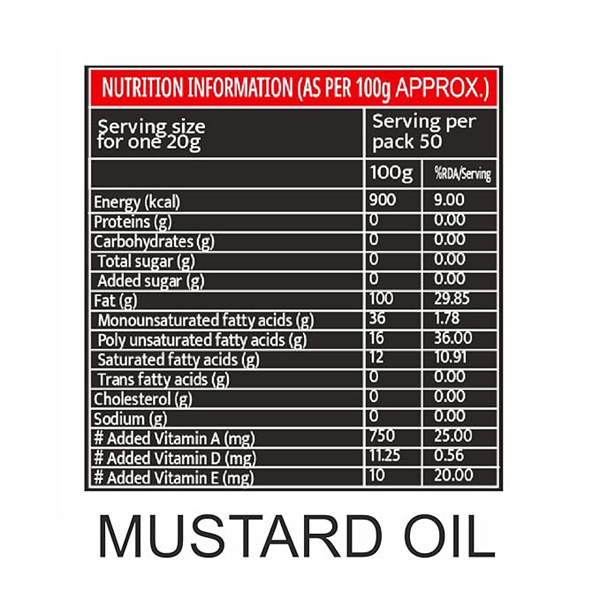 NUTRITION INFORMATION (AS PER 100g APPROX.)
Serving size for one 20g Serving per pack 50
100g %RDA/Serving
Energy (kcal) 900 9.00
Proteins (g) 0 0.00
Carbohydrates (g) 0 0.00
Total sugar (g) 0 0.00
Added sugar (g) 0 0.00
Fat (g) 100 29.85
Monounsaturated fatty acids (g) 36 1.78
Poly unsaturated fatty acids (g) 16 36.00
Saturated fatty acids (g) 12 10.91
Trans fatty acids (g) 0 0.00
Cholesterol (g) 0 0.00
Sodium (g) 0 0.00
# Added Vitamin A (mg) 750 25.00
# Added Vitamin D (mg) 11.25 0.56
# Added Vitamin E (mg) 10 20.00
MUSTARD OIL